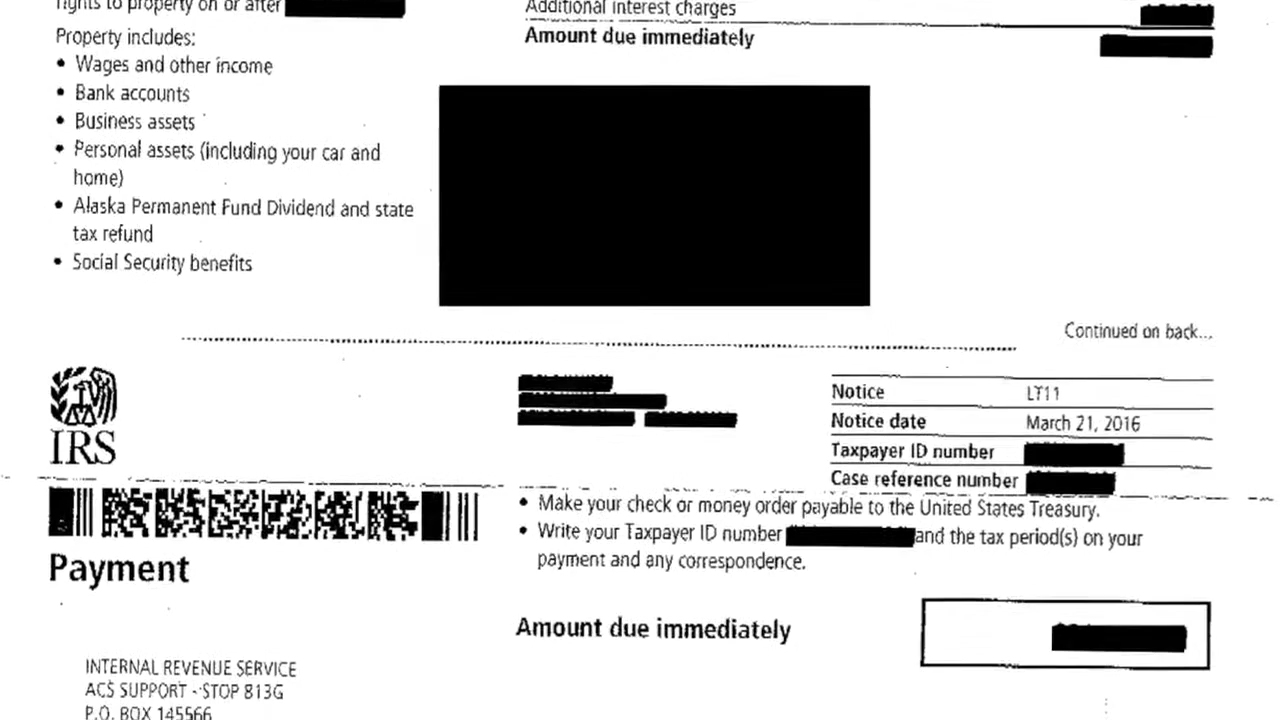 rights to property on or after
Property includes:
• Wages and other income
• Bank accounts
• Business assets
• Personal assets (including your car and
home)
• Alaska Permanent Fund Dividend and state
tax refund
• Social Security benefits
Additional interest charges
Amount due immediately
Continued on back...
IRS
Notice LT11
Notice date March 21, 2016
Taxpayer ID number
Case reference number
• Make your check or money order payable to the United States Treasury.
• Write your Taxpayer ID number and the tax period(s) on your
payment and any correspondence.
Payment
Amount due immediately
INTERNAL REVENUE SERVICE
ACS SUPPORT - STOP 813G
P.O. BOX 145566